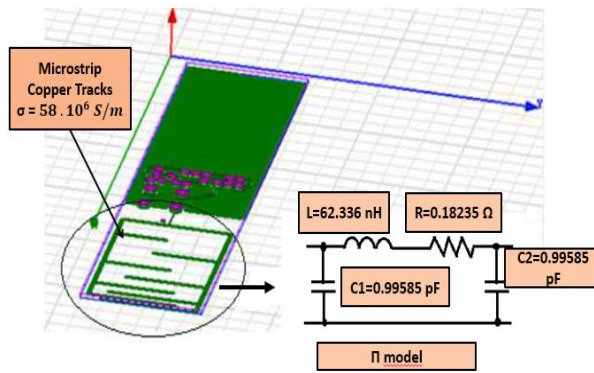 Microstrip
Copper Tracks
σ = 58 . 10⁶ S/m
L=62.336 nH
R=0.18235 Ω
C2=0.99585
pF
C1=0.99585 pF
Π model